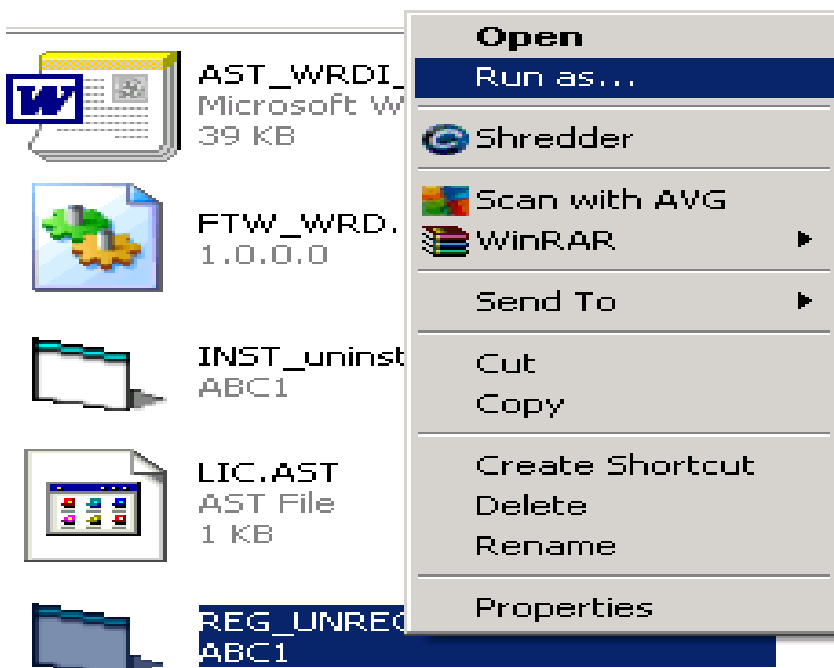 AST_WRDI_
Microsoft W
39 KB
FTW_WRD.
1.0.0.0
INST_uninst
ABC1
LIC.AST
AST File
1 KB
REG_UNREG
ABC1
Open
Run as...
Shredder
Scan with AVG
WinRAR
Send To
Cut
Copy
Create Shortcut
Delete
Rename
Properties